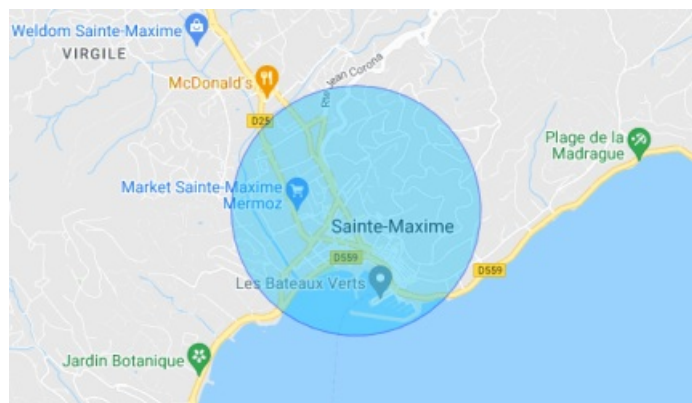 Weldom Sainte-Maxime
VIRGILE
McDonald's
Rte Jean Corona
D25
Plage de la
Madrague
Market Sainte-Maxime
Mermoz
Sainte-Maxime
D559
D559
Les Bateaux Verts
Jardin Botanique